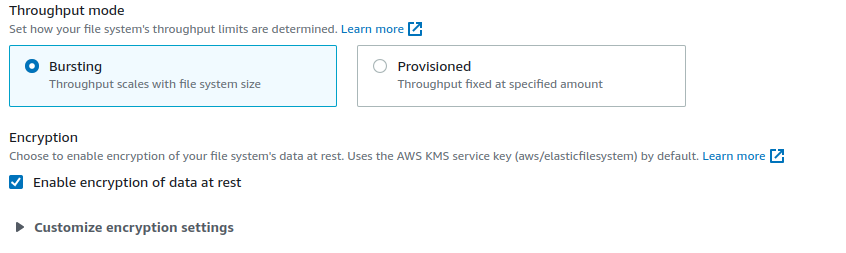 Throughput mode
Set how your file system's throughput limits are determined. Learn more
Bursting
Throughput scales with file system size
Provisioned
Throughput fixed at specified amount
Encryption
Choose to enable encryption of your file system's data at rest. Uses the AWS KMS service key (aws/elasticfilesystem) by default. Learn more
Enable encryption of data at rest
Customize encryption settings